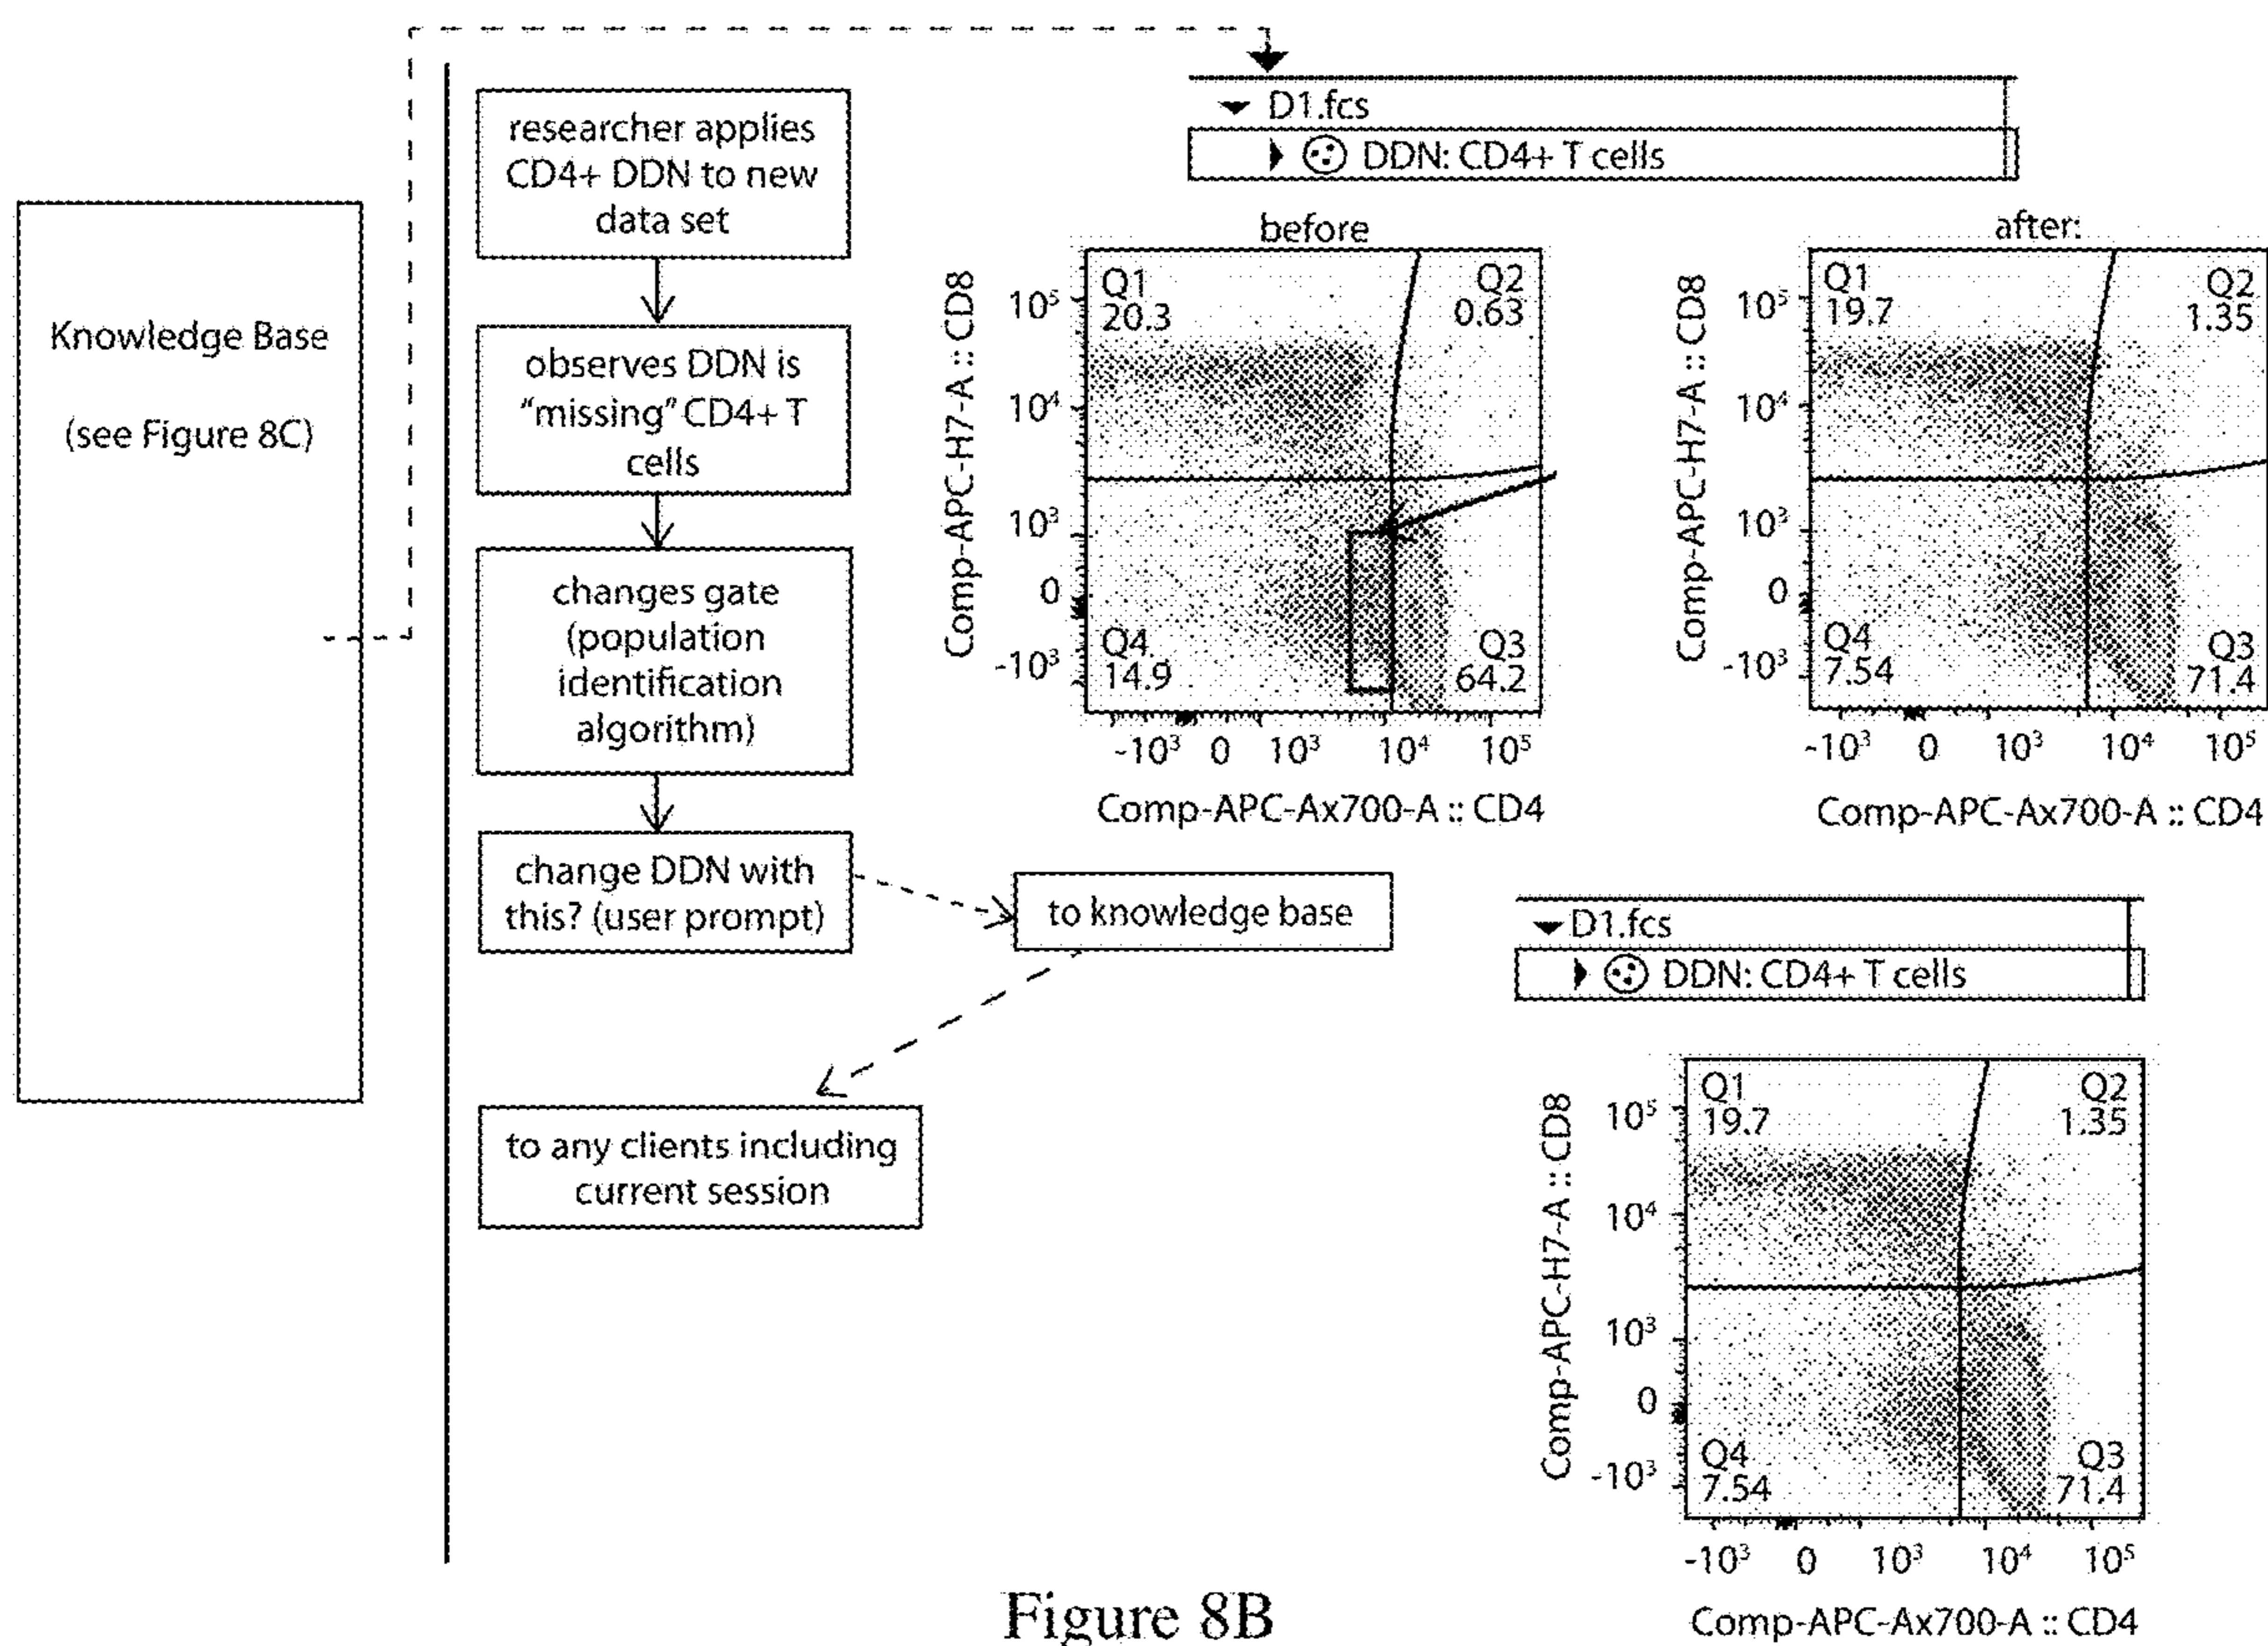 Knowledge Base
(see Figure 8C)
researcher applies
CD4+ DDN to new
data set
observes DDN is
“missing” CD4+ T
cells
changes gate
(population
identification
algorithm)
change DDN with
this? (user prompt)
to knowledge base
to any clients including
current session
D1.fcs
DDN: CD4+ T cells
before
Comp-APC-H7-A :: CD8
10⁵
10⁴
10³
0
-10³
Q1
20.3
Q2
0.63
Q4
14.9
Q3
64.2
-10³ 0 10³ 10⁴ 10⁵
Comp-APC-Ax700-A :: CD4
after:
Comp-APC-H7-A :: CD8
10⁵
10⁴
10³
0
-10³
Q1
19.7
Q2
1.35
Q4
7.54
Q3
71.4
-10³ 0 10³ 10⁴ 10⁵
Comp-APC-Ax700-A :: CD4
D1.fcs
DDN: CD4+ T cells
Comp-APC-H7-A :: CD8
10⁵
10⁴
10³
0
-10³
Q1
19.7
Q2
1.35
Q4
7.54
Q3
71.4
-10³ 0 10³ 10⁴ 10⁵
Comp-APC-Ax700-A :: CD4
Figure 8B